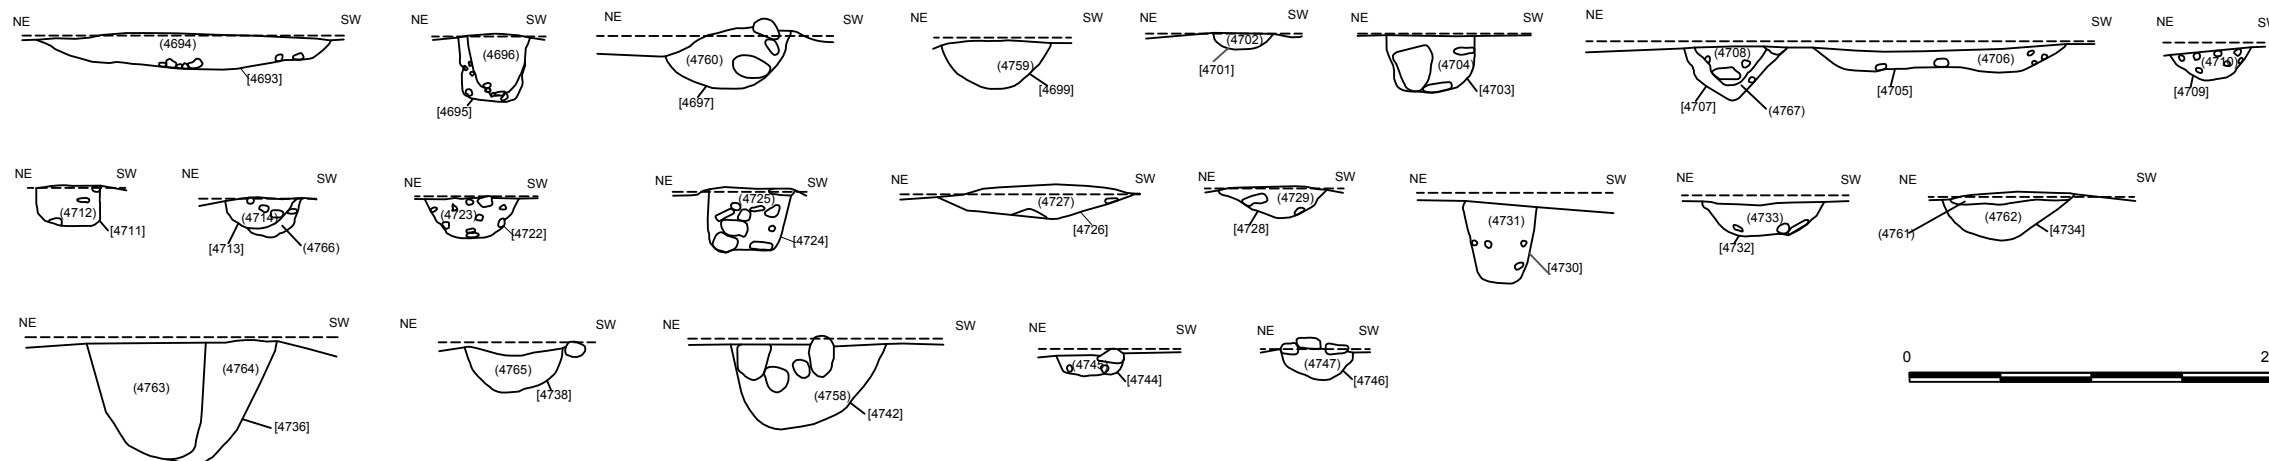 NE SW NE SW NE SW NE SW NE SW NE SW NE SW NE
(4694) (4696) (4760) (4759) (4702) (4704) (4708) (4706) (4710)
[4693] [4695] [4697] [4699] [4701] [4703] [4707] (4767) [4705] [4709]
NE SW NE SW NE SW NE SW NE SW NE SW NE SW NE SW NE SW
(4712) (4714) (4723) (4725) (4727) (4729) (4731) (4733) (4762)
[4711] [4713] (4766) [4722] [4724] [4726] [4728] [4730] [4732] (4761) [4734]
NE SW NE SW NE SW NE SW NE SW
(4763) (4764) (4765) (4758) (4745) (4747)
[4736] [4738] [4742] [4744] [4746]
0 2